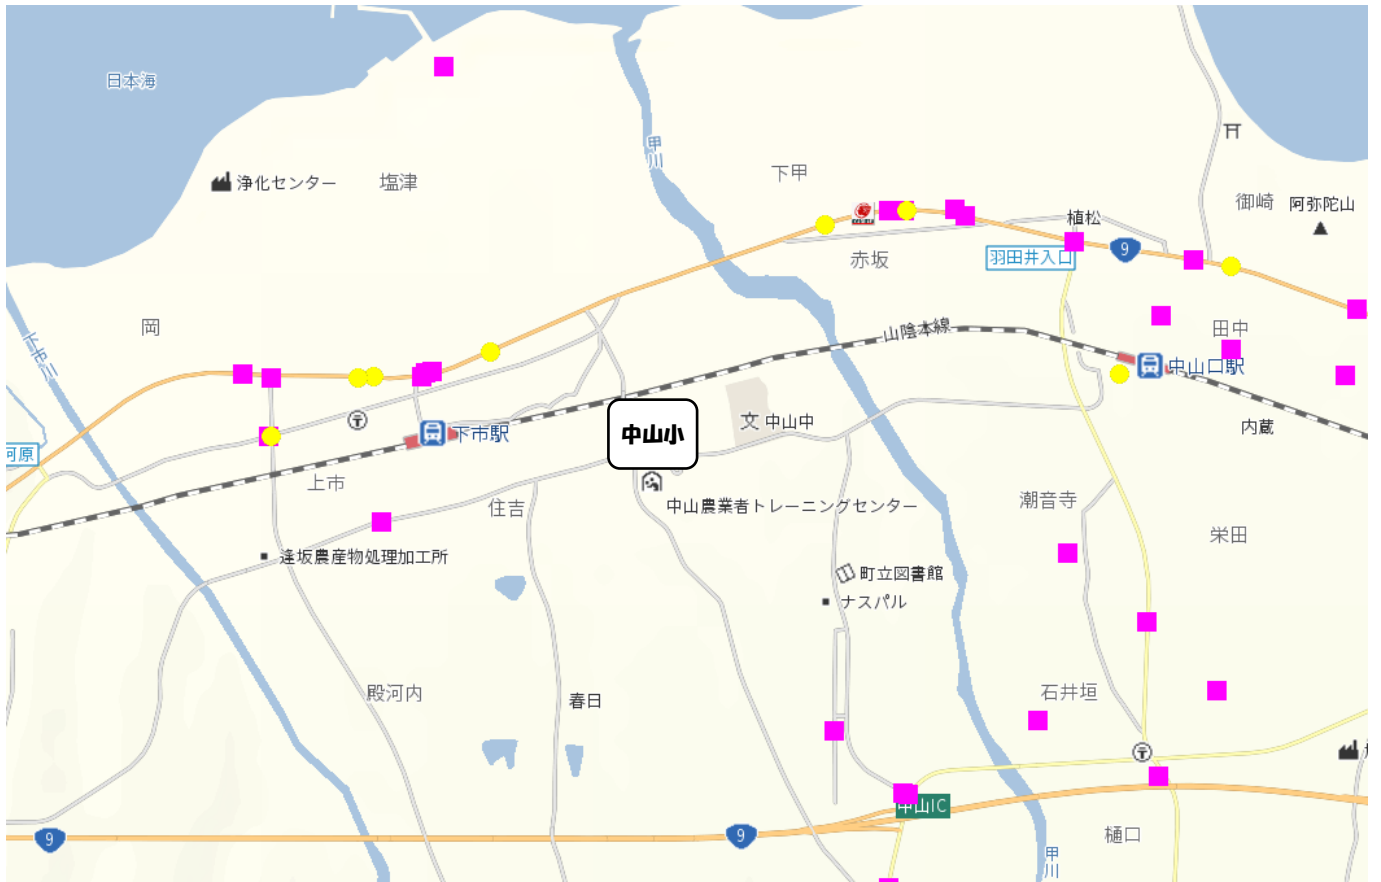 日本海
甲川
下甲
浄化センター
塩津
御崎
阿弥陀山
植松
9
羽田井入口
赤坂
岡
山陰本線
田中
下市川
中山口駅
中山小
文
中山中
内蔵
下市駅
河原
上市
住吉
中山農業者トレーニングセンター
潮音寺
栄田
逢坂農産物処理加工所
町立図書館
ナスパル
殿河内
春日
石井垣
中山IC
9
9
樋口
甲川